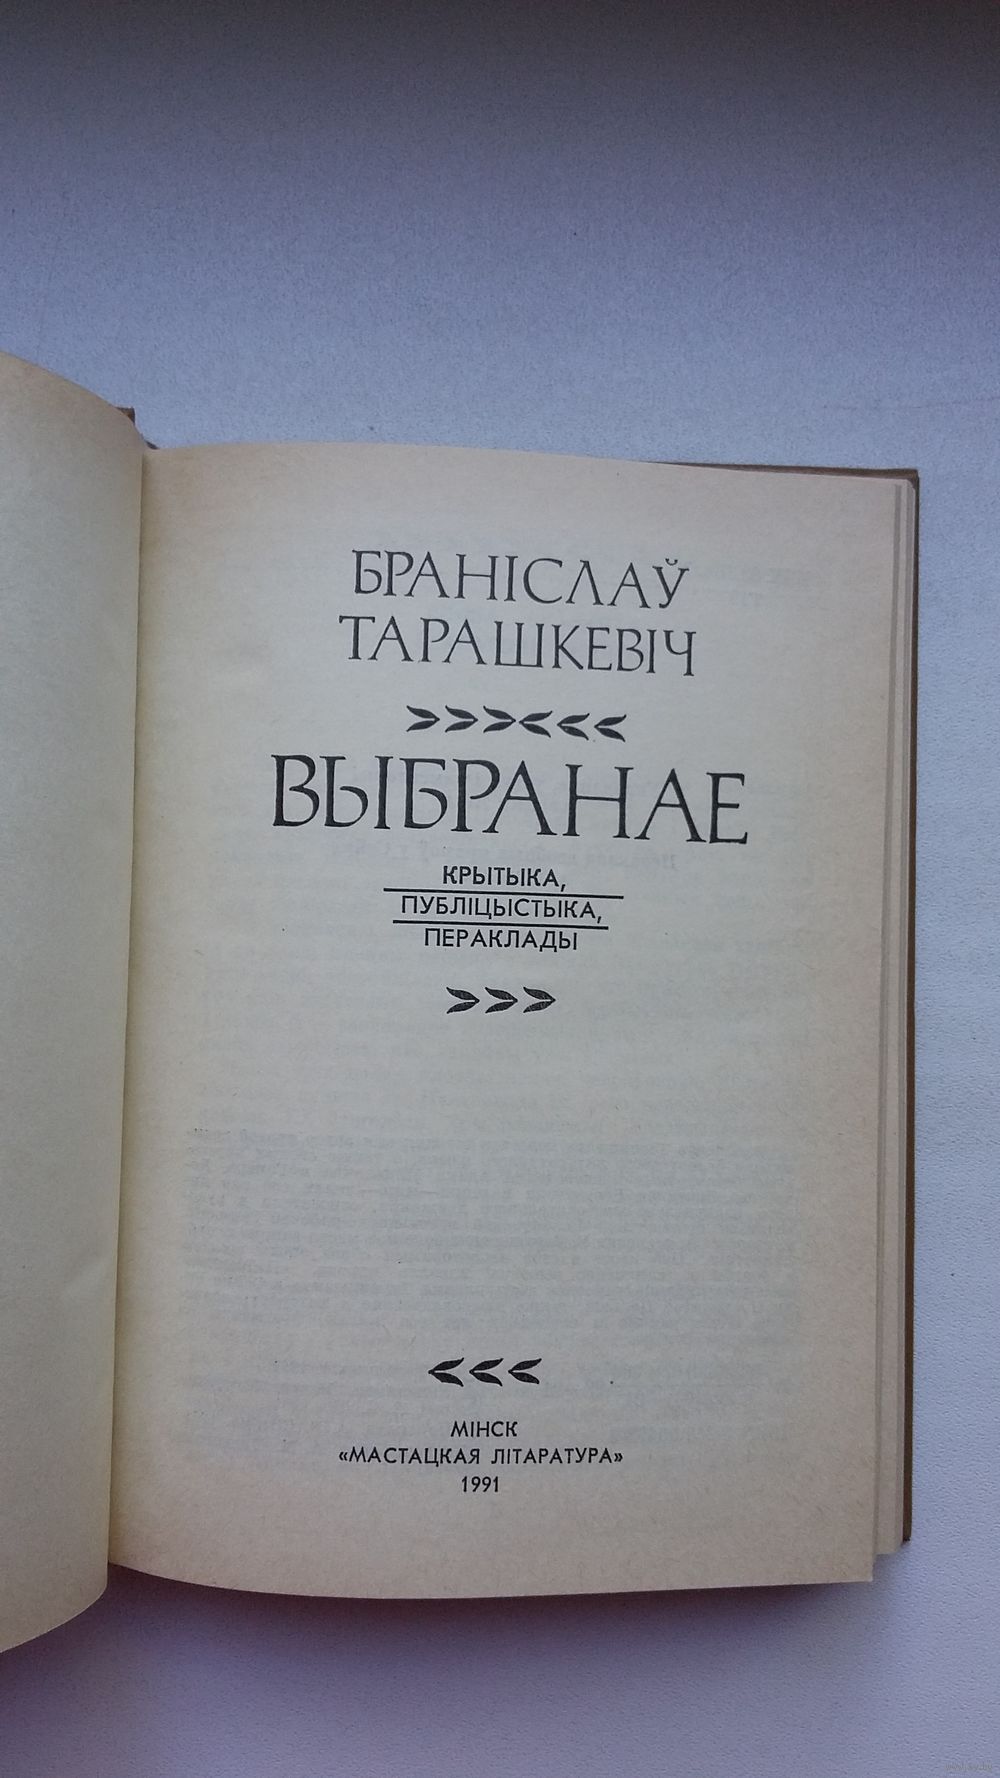 БРАНІСЛАЎ
ТАРАШКЕВІЧ
ВЫБРАНАЕ
КРЫТЫКА,
ПУБЛІЦЫСТЫКА,
ПЕРАКЛАДЫ
МІНСК
«МАСТАЦКАЯ ЛІТАРАТУРА»
1991